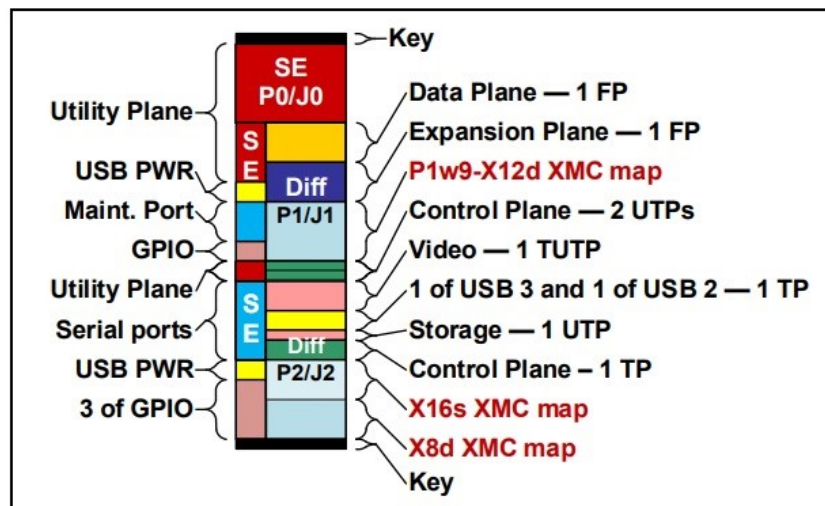 Key
SE
P0/J0
Utility Plane
Data Plane — 1 FP
S
E
Expansion Plane — 1 FP
USB PWR
Diff
P1w9-X12d XMC map
Maint. Port
P1/J1
Control Plane — 2 UTPs
GPIO
Video — 1 TUTP
Utility Plane
1 of USB 3 and 1 of USB 2 — 1 TP
S
E
Serial ports
Storage — 1 UTP
Diff
USB PWR
P2/J2
Control Plane – 1 TP
3 of GPIO
X16s XMC map
X8d XMC map
Key